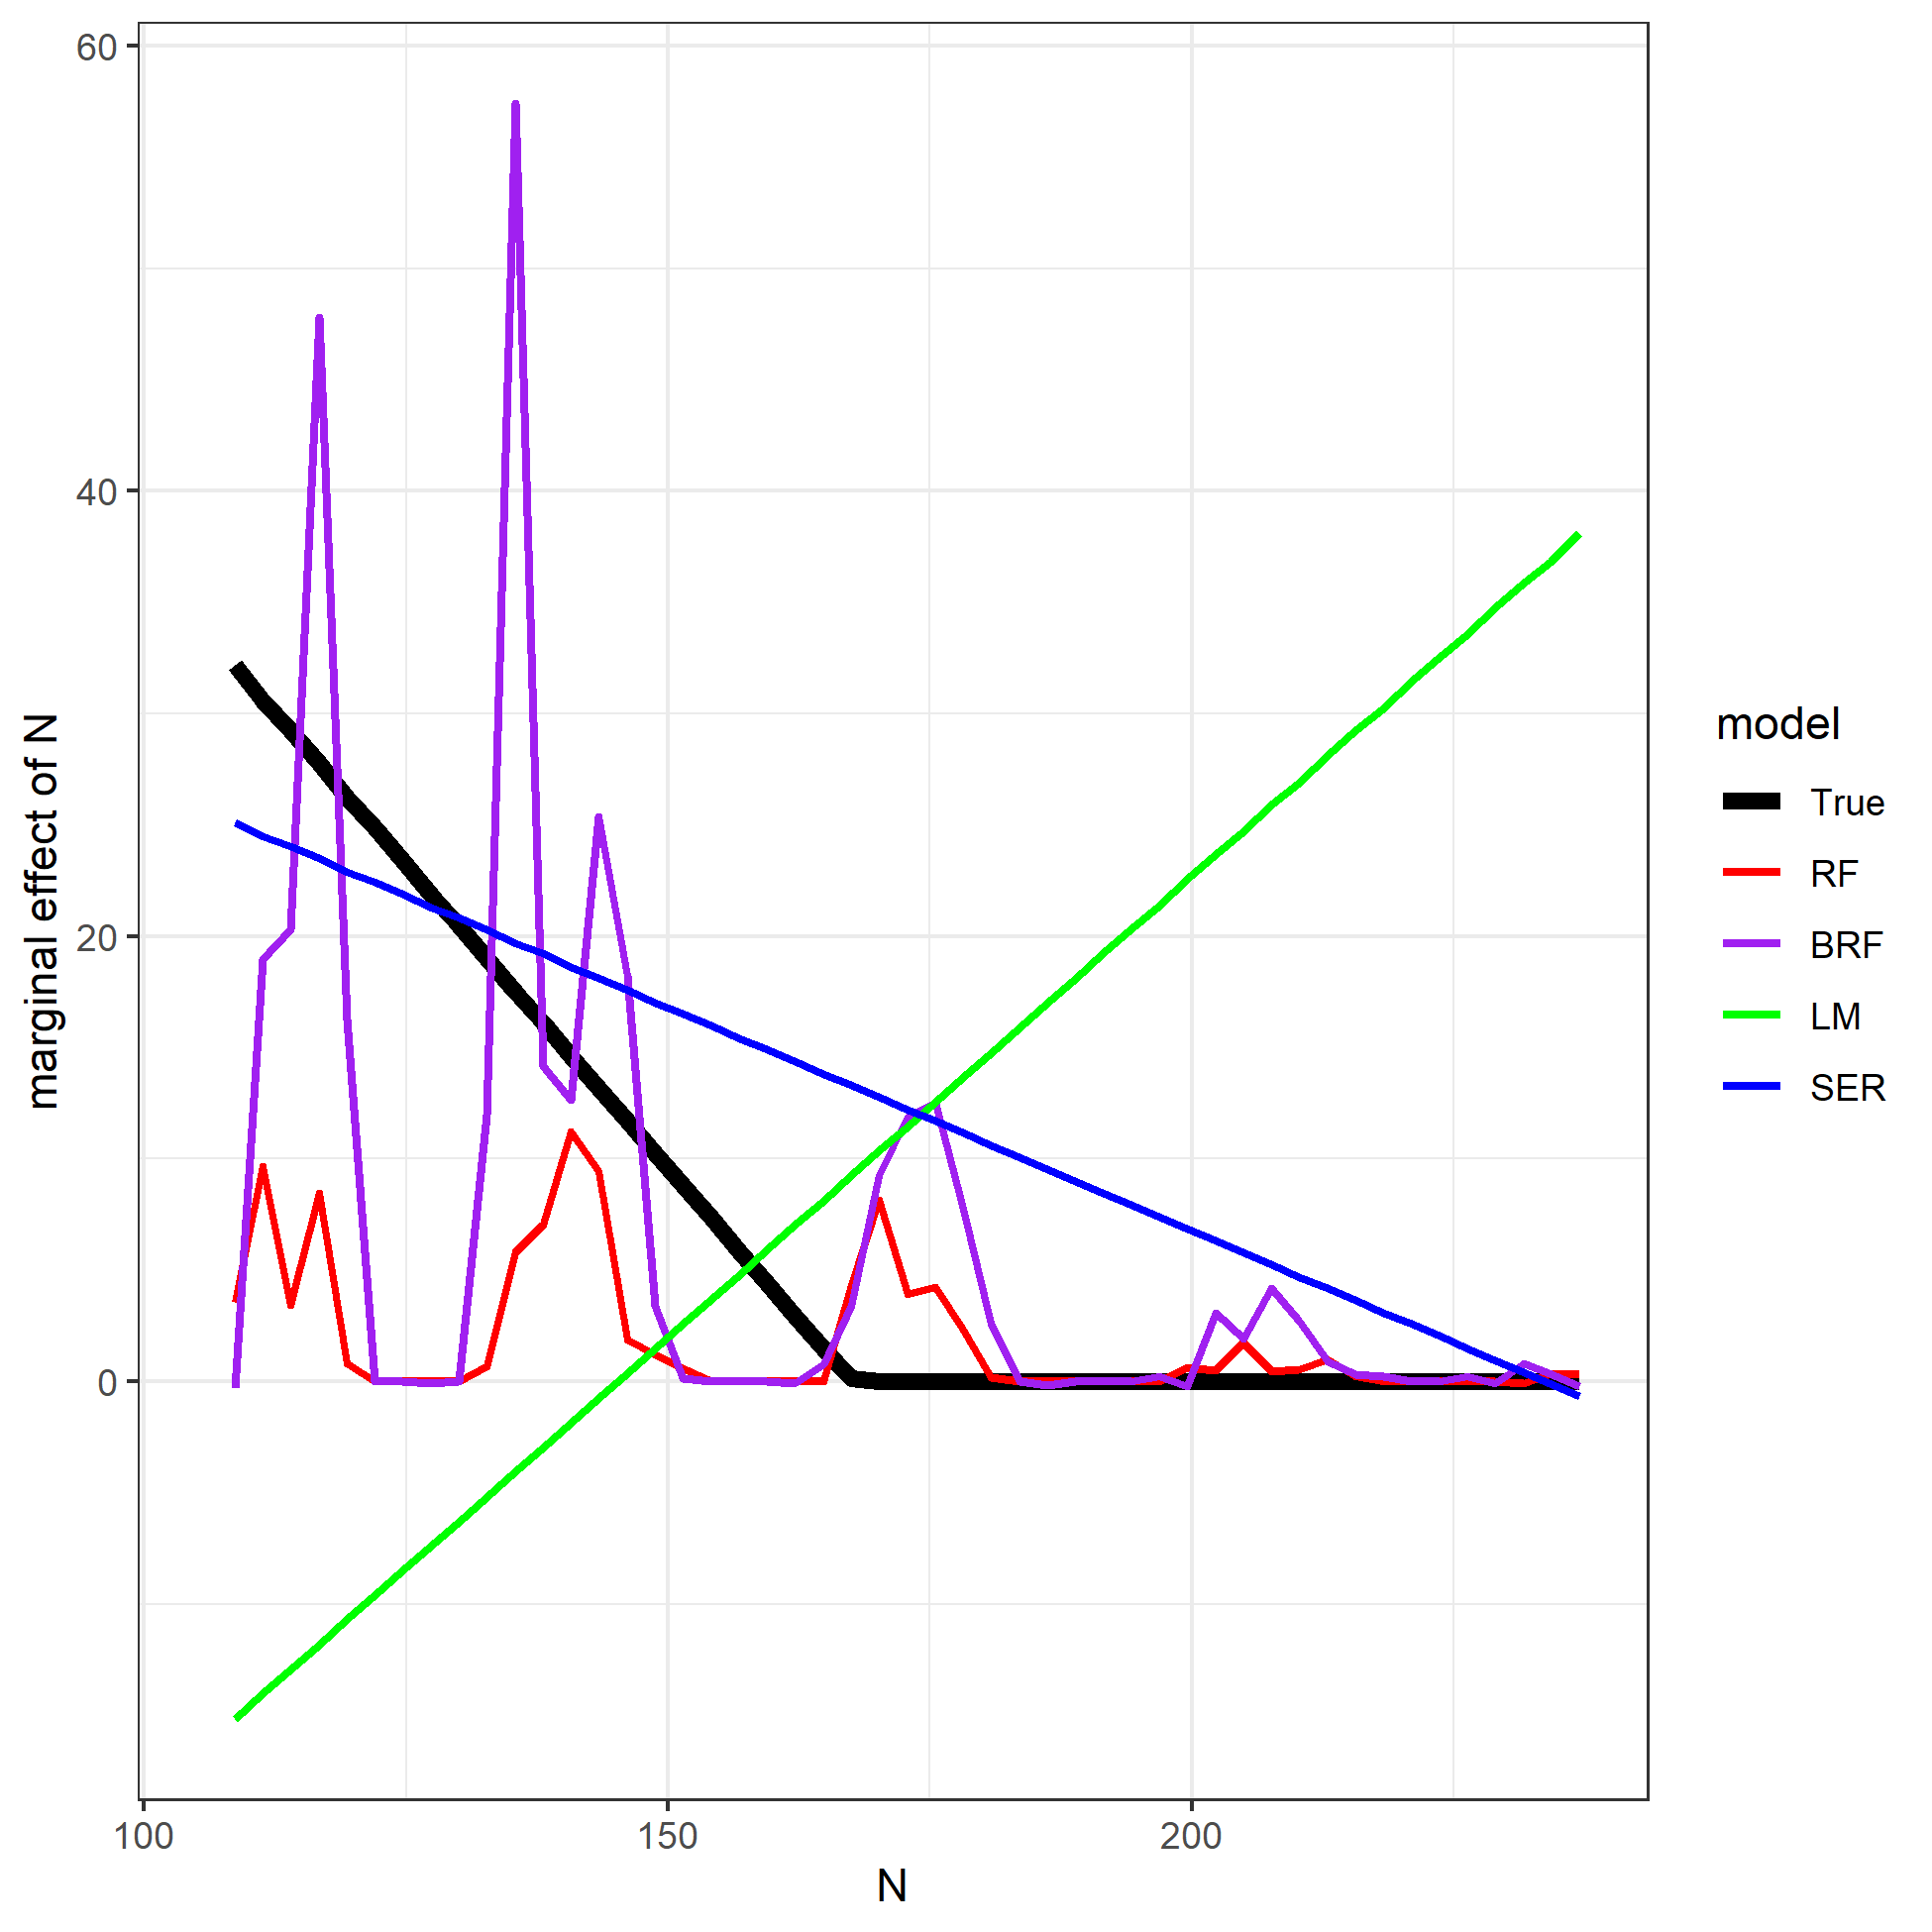 60
40
20
0
marginal effect of N
100
150
200
N
model
True
RF
BRF
LM
SER